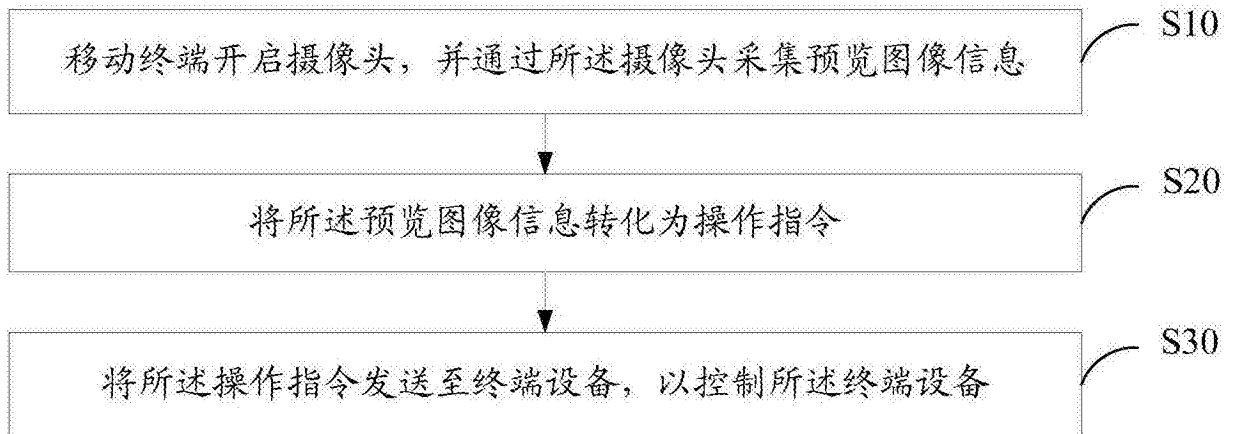 S10
移动终端开启摄像头，并通过所述摄像头采集预览图像信息
S20
将所述预览图像信息转化为操作指令
S30
将所述操作指令发送至终端设备，以控制所述终端设备